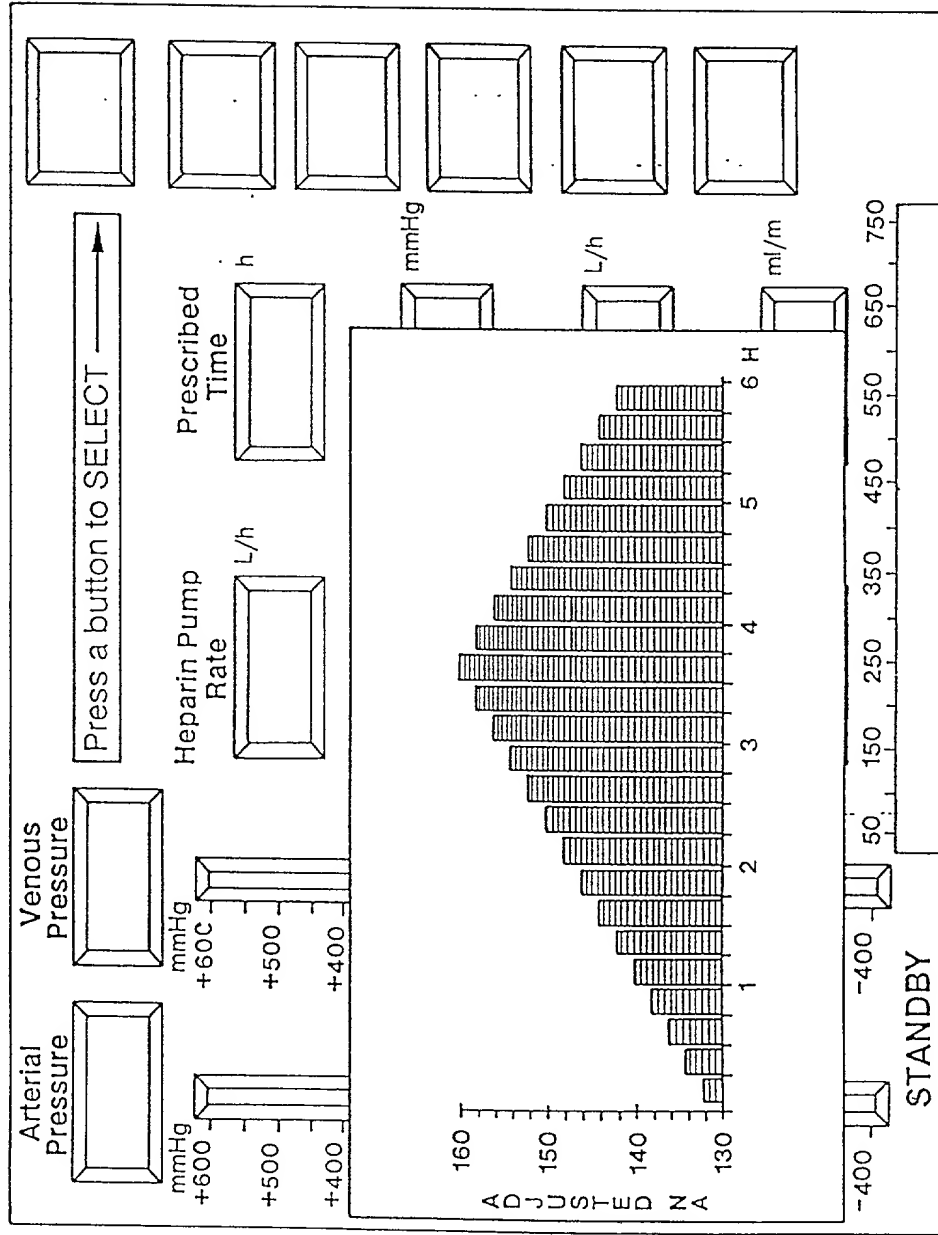 Arterial
Pressure
Venous
Pressure
Press a button to SELECT
mmHg
+600
+500
+400
-400
mmHg
+60C
+500
+400
-400
Heparin Pump
Rate
L/h
Prescribed
Time
h
mmHg
L/h
ml/m
ADJUSTED NA
160
150
140
130
1 2 3 4 5 6 H
STANDBY
50 150 250 350 450 550 650 750